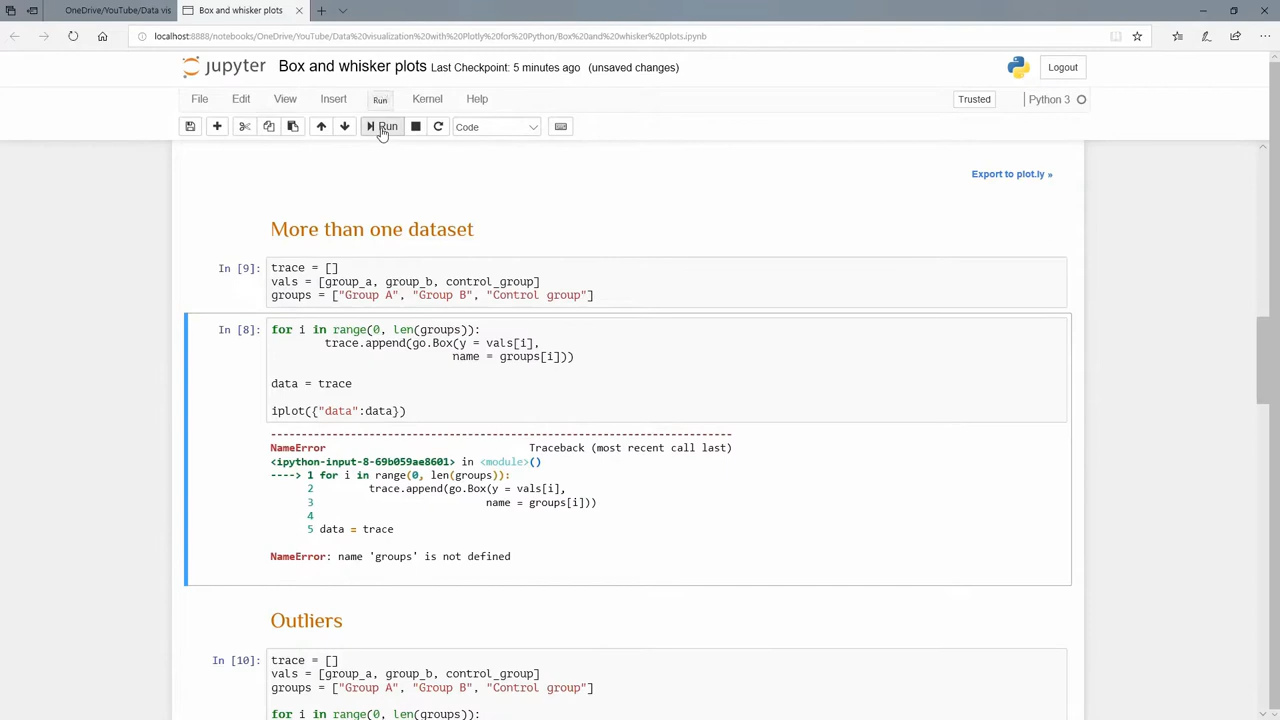 OneDrive/YouTube/Data vis
Box and whisker plots
localhost:8888/notebooks/OneDrive/YouTube/Data%20visualization%20with%20Plotly%20for%20Python/Box%20and%20whisker%20plots.ipynb
jupyter Box and whisker plots Last Checkpoint: 5 minutes ago (unsaved changes)
Logout
File Edit View Insert Run Kernel Help
Trusted
Python 3
Run
Code
Export to plot.ly »
More than one dataset
In [9]:
trace = []
vals = [group_a, group_b, control_group]
groups = ["Group A", "Group B", "Control group"]
In [8]:
for i in range(0, len(groups)):
trace.append(go.Box(y = vals[i],
name = groups[i]))
data = trace
iplot({"data":data})
---------------------------------------------------------------------------
NameError Traceback (most recent call last)
<ipython-input-8-69b059ae8601> in <module>()
----> 1 for i in range(0, len(groups)):
2 trace.append(go.Box(y = vals[i],
3 name = groups[i]))
4
5 data = trace
NameError: name 'groups' is not defined
Outliers
In [10]:
trace = []
vals = [group_a, group_b, control_group]
groups = ["Group A", "Group B", "Control group"]
for i in range(0, len(groups)):